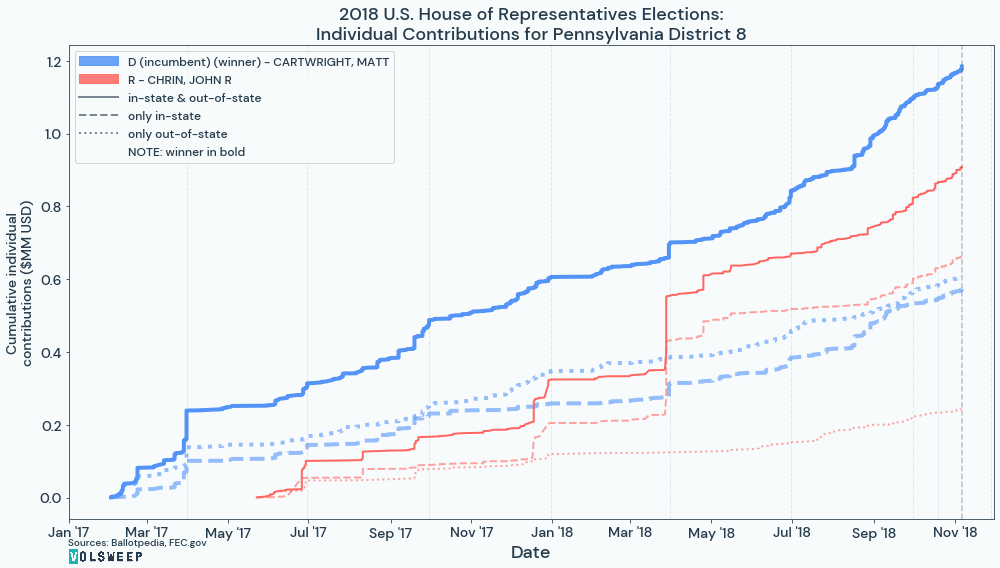 2018 U.S. House of Representatives Elections:
Individual Contributions for Pennsylvania District 8
D (incumbent) (winner) – CARTWRIGHT, MATT
R – CHRIN, JOHN R
in-state & out-of-state
only in-state
only out-of-state
NOTE: winner in bold
Cumulative individual
contributions ($MM USD)
1.2
1.0
0.8
0.6
0.4
0.2
0.0
Jan '17 Mar '17 May '17 Jul '17 Sep '17 Nov '17 Jan '18 Mar '18 May '18 Jul '18 Sep '18 Nov '18
Date
Sources: Ballotpedia, FEC.gov
VOLSWEEP